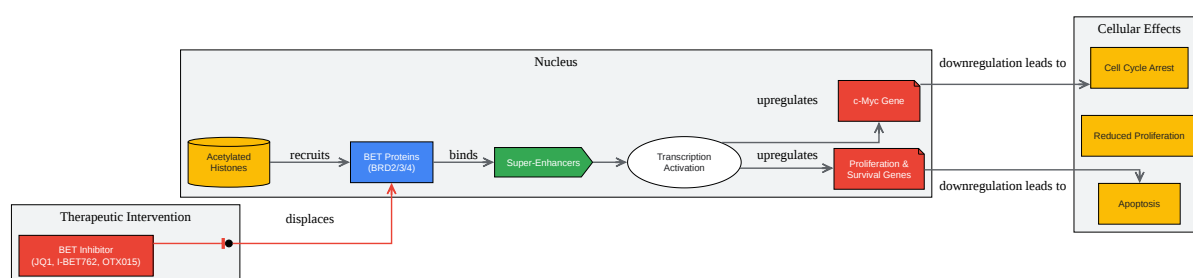 Cellular Effects
Nucleus
downregulation leads to
Cell Cycle Arrest
upregulates
c-Myc Gene
Reduced Proliferation
Acetylated
Histones
recruits
BET Proteins
(BRD2/3/4)
binds
Super-Enhancers
Transcription
Activation
upregulates
Proliferation &
Survival Genes
downregulation leads to
Apoptosis
Therapeutic Intervention
displaces
BET Inhibitor
(JQ1, I-BET762, OTX015)